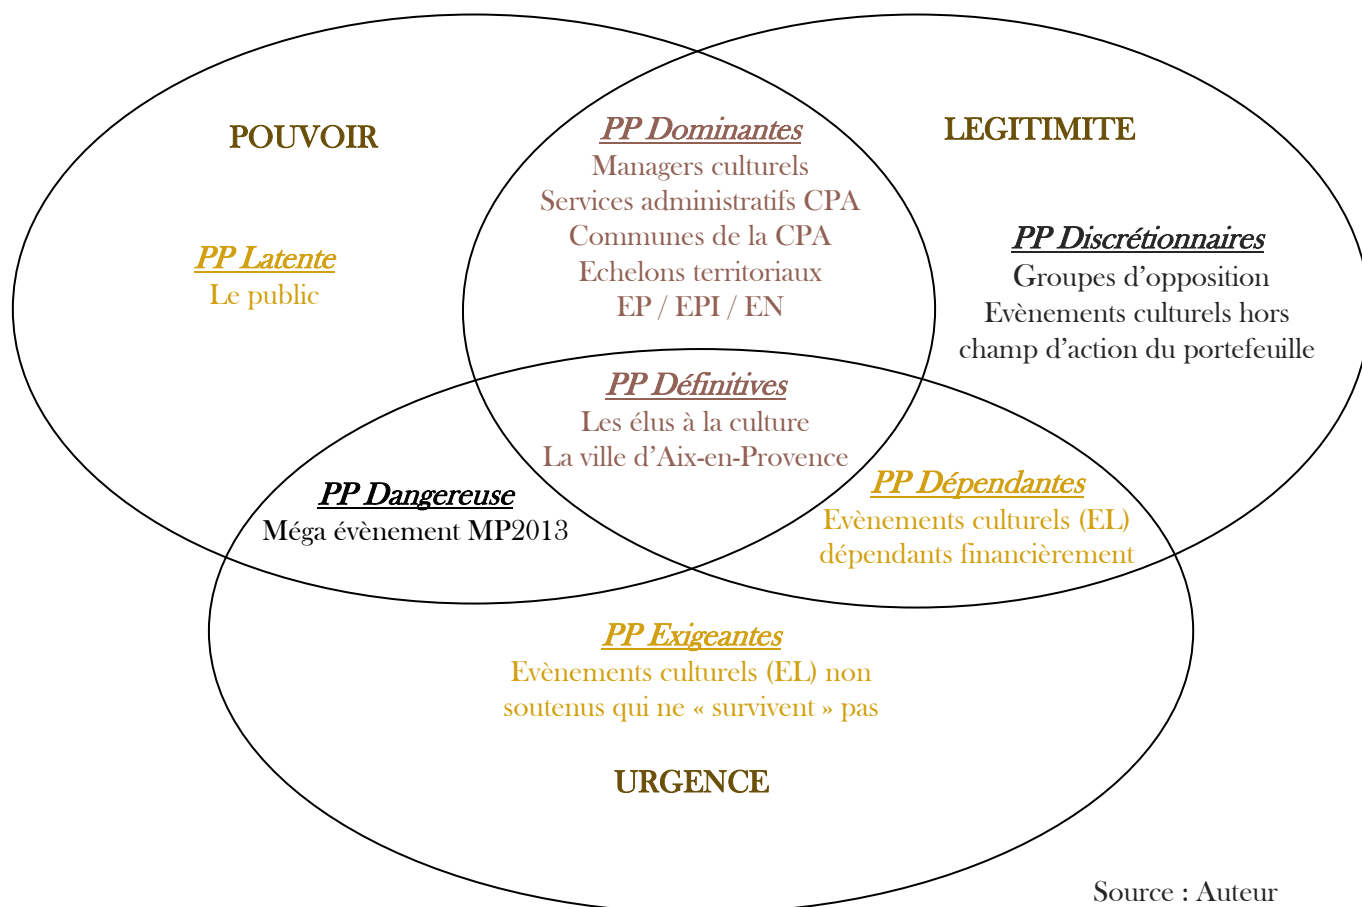 POUVOIR
LEGITIMITE
PP Dominantes
Managers culturels
Services administratifs CPA
Communes de la CPA
Echelons territoriaux
EP / EPI / EN
PP Latente
Le public
PP Discrétionnaires
Groupes d’opposition
Evènements culturels hors
champ d’action du portefeuille
PP Définitives
Les élus à la culture
La ville d’Aix-en-Provence
PP Dangereuse
Méga évènement MP2013
PP Dépendantes
Evènements culturels (EL)
dépendants financièrement
PP Exigeantes
Evènements culturels (EL) non
soutenus qui ne « survivent » pas
URGENCE
Source : Auteur